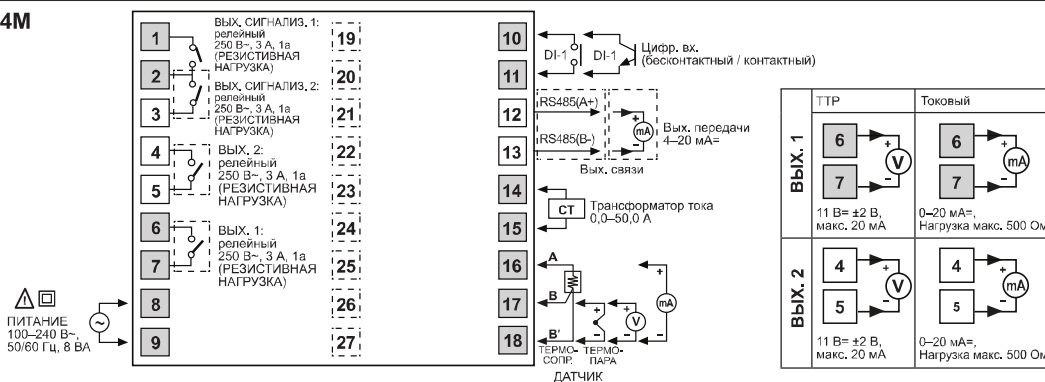 4M
1
2
3
4
5
6
7
8
9
ВЫХ. СИГНАЛИЗ. 1:
релейный
250 В~, 3 А, 1а
(РЕЗИСТИВНАЯ
НАГРУЗКА)
ВЫХ. СИГНАЛИЗ. 2:
релейный
250 В~, 3 А, 1а
(РЕЗИСТИВНАЯ
НАГРУЗКА)
ВЫХ. 2:
релейный
250 В~, 3 А, 1а
(РЕЗИСТИВНАЯ
НАГРУЗКА)
ВЫХ. 1:
релейный
250 В~, 3 А, 1а
(РЕЗИСТИВНАЯ
НАГРУЗКА)
ПИТАНИЕ
100–240 В~,
50/60 Гц, 8 ВА
19
20
21
22
23
24
25
26
27
10
11
12
13
14
15
16
17
18
DI-1
DI-1
Цифр. вх.
(бесконтактный / контактный)
RS485(A+)
RS485(B-)
+
mA
–
Вых. передачи
4–20 мА=
Вых. связи
CT
Трансформатор тока
0,0–50,0 А
A
B
B'
+
–
+
V
–
+
mA
–
ТЕРМО-
СОПР.
ТЕРМО-
ПАРА
ДАТЧИК
ТТР
Токовый
ВЫХ. 1
6
7
+
V
–
11 В= ±2 В,
макс. 20 мА
6
7
+
mA
–
0–20 мА=,
Нагрузка макс. 500 Ом
ВЫХ. 2
4
5
+
V
–
11 В= ±2 В,
макс. 20 мА
4
5
+
mA
–
0–20 мА=,
Нагрузка макс. 500 Ом